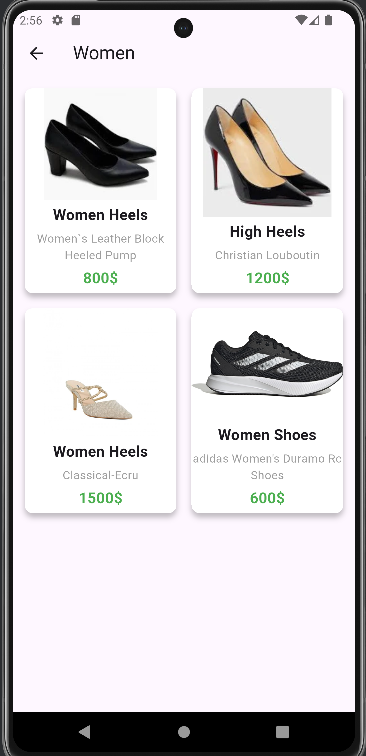 2:56
Women
Women Heels
Women`s Leather Block
Heeled Pump
800$
High Heels
Christian Louboutin
1200$
Women Heels
Classical-Ecru
1500$
Women Shoes
adidas Women's Duramo Ro
Shoes
600$